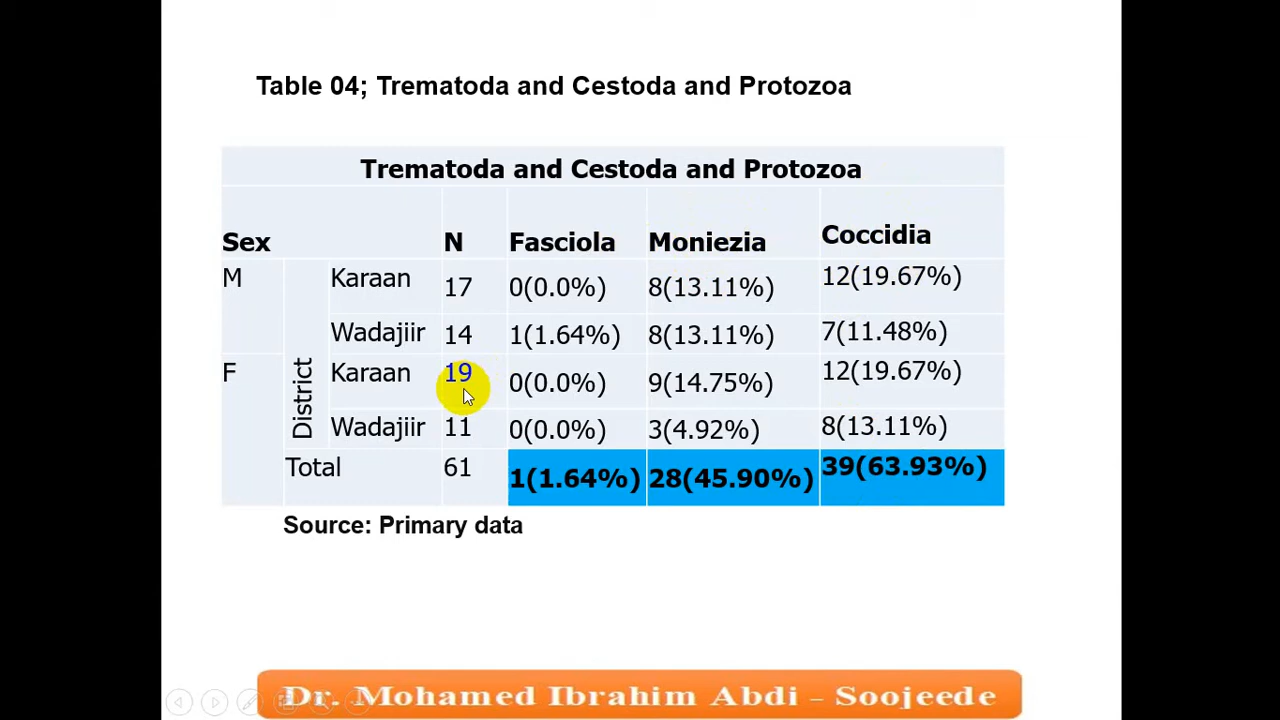 Table 04; Trematoda and Cestoda and Protozoa
Trematoda and Cestoda and Protozoa
Sex N Fasciola Moniezia Coccidia
M District Karaan 17 0(0.0%) 8(13.11%) 12(19.67%)
Wadajiir 14 1(1.64%) 8(13.11%) 7(11.48%)
F Karaan 19 0(0.0%) 9(14.75%) 12(19.67%)
Wadajiir 11 0(0.0%) 3(4.92%) 8(13.11%)
Total 61 1(1.64%) 28(45.90%) 39(63.93%)
Source: Primary data
Dr. Mohamed Ibrahim Abdi - Soojeede